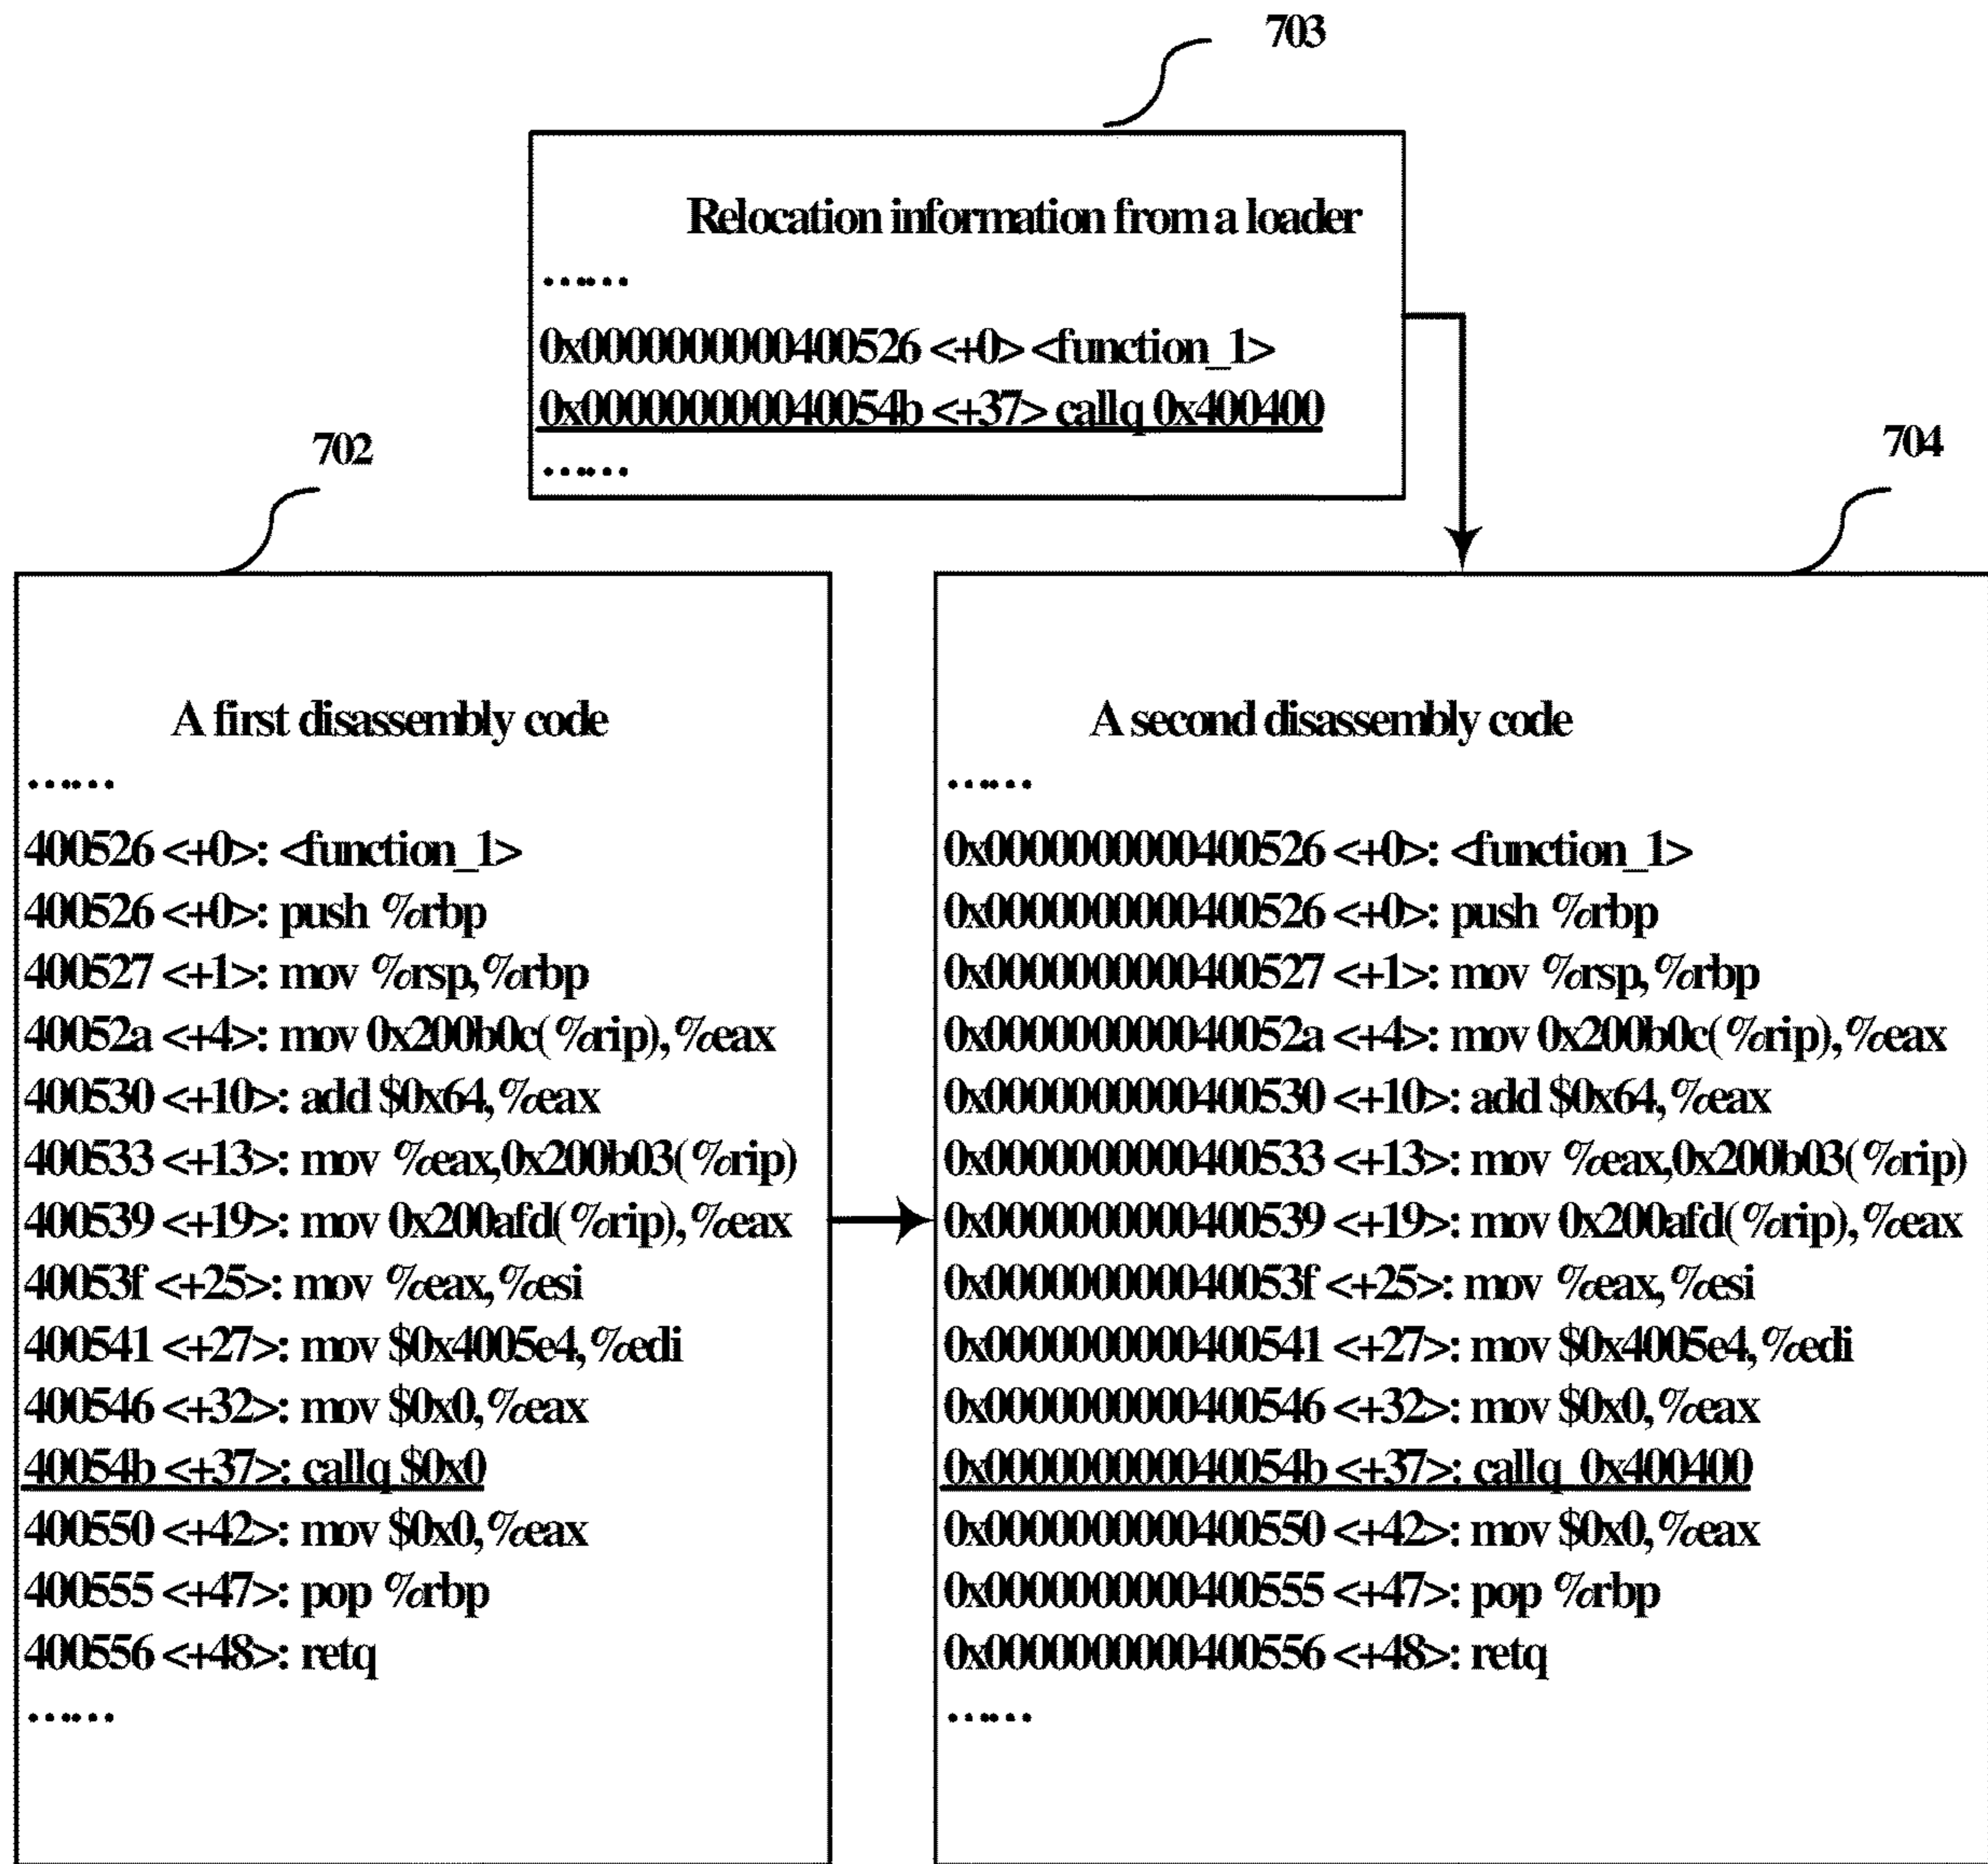 703
Relocation information from a loader
……
0x0000000000400526 <+0> <function_1>
0x000000000040054b <+37> callq 0x400400
……
702
704
A first disassembly code
……
400526 <+0>: <function_1>
400526 <+0>: push %rbp
400527 <+1>: mov %rsp,%rbp
40052a <+4>: mov 0x200b0c(%rip),%eax
400530 <+10>: add $0x64,%eax
400533 <+13>: mov %eax,0x200b03(%rip)
400539 <+19>: mov 0x200afd(%rip),%eax
40053f <+25>: mov %eax,%esi
400541 <+27>: mov $0x4005e4,%edi
400546 <+32>: mov $0x0,%eax
40054b <+37>: callq $0x0
400550 <+42>: mov $0x0,%eax
400555 <+47>: pop %rbp
400556 <+48>: retq
……
A second disassembly code
……
0x0000000000400526 <+0>: <function_1>
0x0000000000400526 <+0>: push %rbp
0x0000000000400527 <+1>: mov %rsp,%rbp
0x000000000040052a <+4>: mov 0x200b0c(%rip),%eax
0x0000000000400530 <+10>: add $0x64,%eax
0x0000000000400533 <+13>: mov %eax,0x200b03(%rip)
0x0000000000400539 <+19>: mov 0x200afd(%rip),%eax
0x000000000040053f <+25>: mov %eax,%esi
0x0000000000400541 <+27>: mov $0x4005e4,%edi
0x0000000000400546 <+32>: mov $0x0,%eax
0x000000000040054b <+37>: callq 0x400400
0x0000000000400550 <+42>: mov $0x0,%eax
0x0000000000400555 <+47>: pop %rbp
0x0000000000400556 <+48>: retq
……